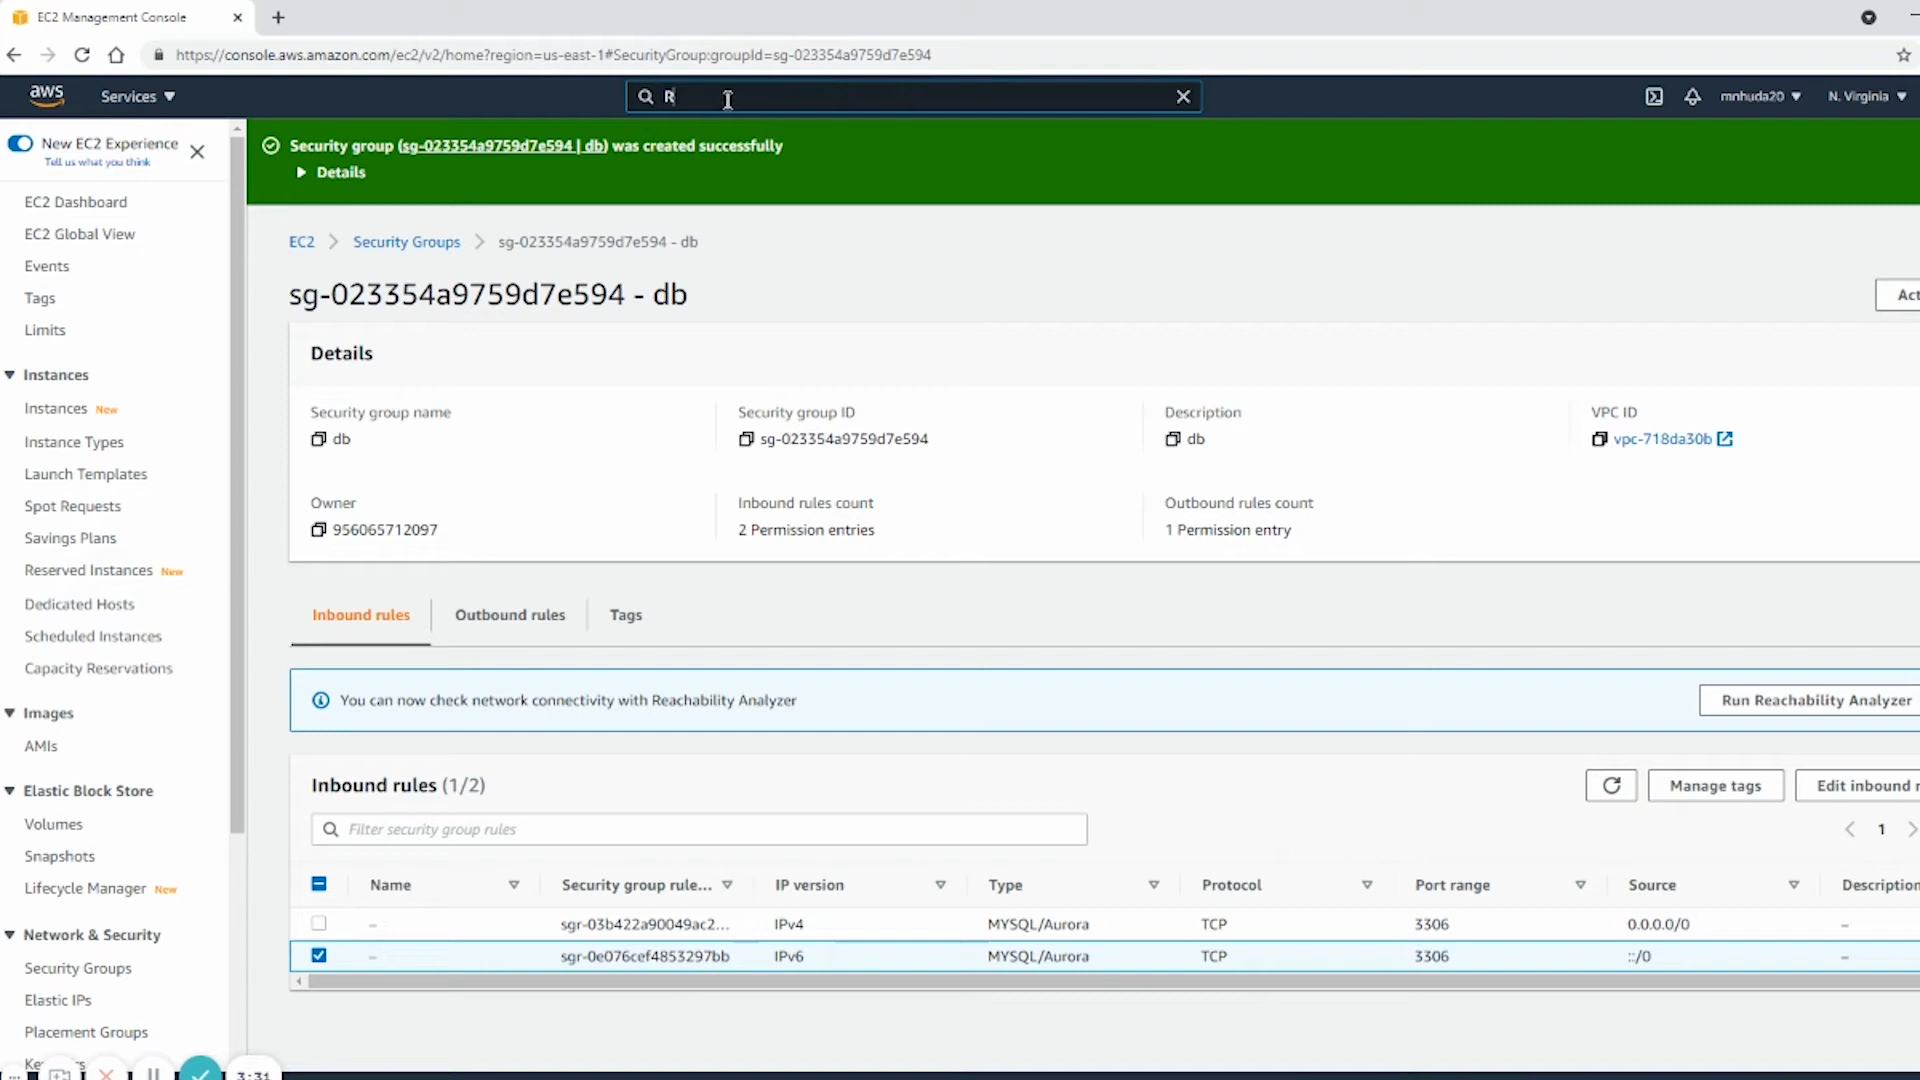 EC2 Management Console
https://console.aws.amazon.com/ec2/v2/home?region=us-east-1#SecurityGroup:groupId=sg-023354a9759d7e594
aws
Services
R
mnhuda20
N. Virginia
New EC2 Experience
Tell us what you think
Security group (sg-023354a9759d7e594 | db) was created successfully
Details
EC2 Dashboard
EC2 Global View
Events
Tags
Limits
Instances
Instances New
Instance Types
Launch Templates
Spot Requests
Savings Plans
Reserved Instances New
Dedicated Hosts
Scheduled Instances
Capacity Reservations
Images
AMIs
Elastic Block Store
Volumes
Snapshots
Lifecycle Manager New
Network & Security
Security Groups
Elastic IPs
Placement Groups
3:31
EC2 > Security Groups > sg-023354a9759d7e594 - db
sg-023354a9759d7e594 - db
Details
Security group name
db
Security group ID
sg-023354a9759d7e594
Description
db
VPC ID
vpc-718da30b
Owner
956065712097
Inbound rules count
2 Permission entries
Outbound rules count
1 Permission entry
Inbound rules
Outbound rules
Tags
You can now check network connectivity with Reachability Analyzer
Run Reachability Analyzer
Inbound rules (1/2)
Manage tags
Edit inbound
Filter security group rules
1
Name Security group rule... IP version Type Protocol Port range Source Description
– sgr-03b422a90049ac2... IPv4 MYSQL/Aurora TCP 3306 0.0.0.0/0 –
– sgr-0e076cef4853297bb IPv6 MYSQL/Aurora TCP 3306 ::/0 –